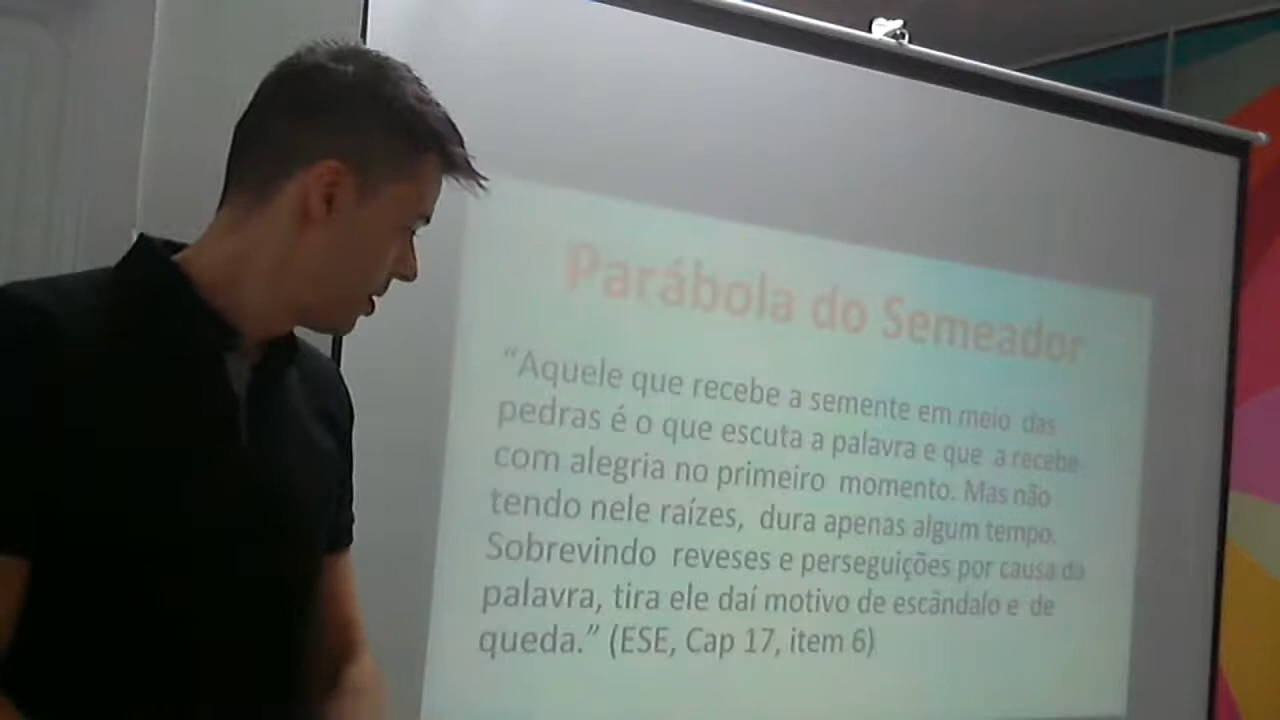 Parábola do Semeador
“Aquele que recebe a semente em meio das
pedras é o que escuta a palavra e que a recebe
com alegria no primeiro momento. Mas não
tendo nele raízes, dura apenas algum tempo.
Sobrevindo reveses e perseguições por causa da
palavra, tira ele daí motivo de escândalo e de
queda.” (ESE, Cap 17, item 6)